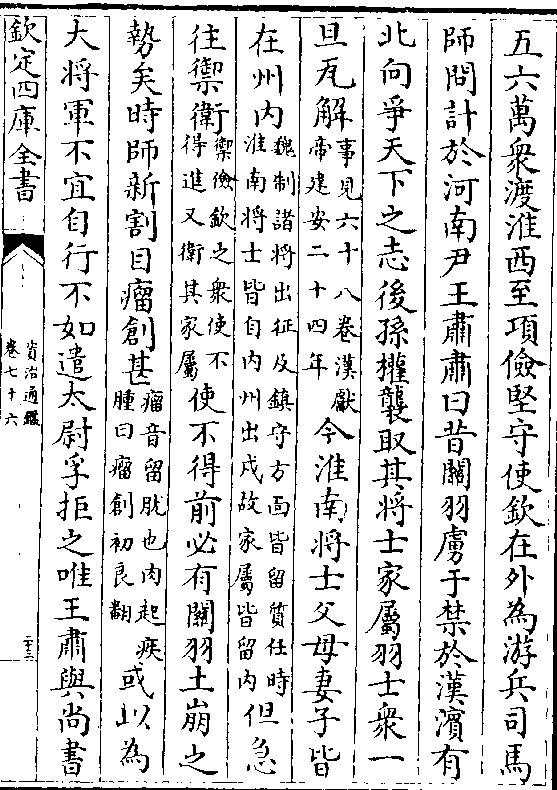 五六萬衆渡淮西至項儉堅守使欽在外為游兵司馬
師問計於河南尹王肅肅曰昔關羽虜于禁於漢濱有
北向爭天下之志後孫權襲取其將士家屬羽士衆一
旦瓦解事見六十八卷漢獻
帝建安二十四年今淮南將士父母妻子皆
在州内魏制諸將出征及鎮守方面皆留質任時
淮南將士皆自内州出戍故家屬皆留内但急
往禦衛禦儉欽之衆使不
得進又衛其家屬使不得前必有關羽土崩之
勢矣時師新割目瘤創甚瘤音留肬也肉起疾
腫曰瘤創初良翻或以為
大將軍不宜自行不如遣太尉孚拒之唯王肅與尚書
欽定四庫全書
資治通鑑
卷七十六
二十三